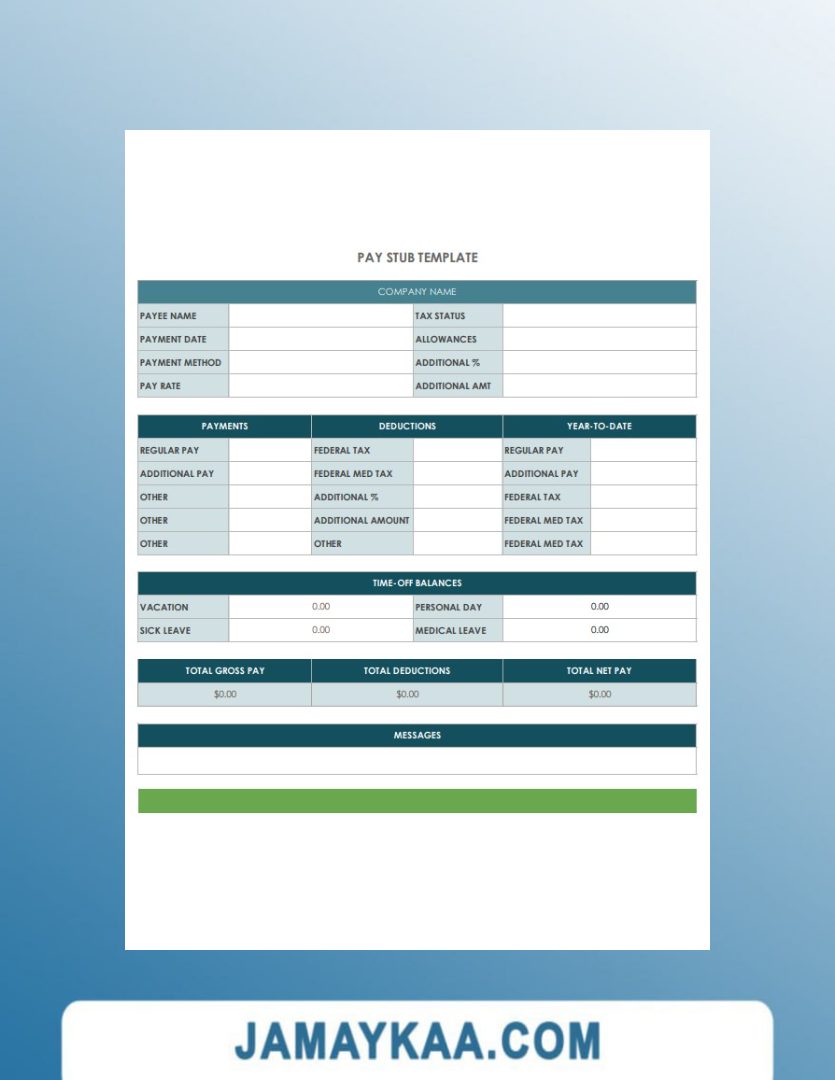 PAY STUB TEMPLATE
COMPANY NAME
PAYEE NAME TAX STATUS
PAYMENT DATE ALLOWANCES
PAYMENT METHOD ADDITIONAL %
PAY RATE ADDITIONAL AMT
PAYMENTS DEDUCTIONS YEAR-TO-DATE
REGULAR PAY FEDERAL TAX REGULAR PAY
ADDITIONAL PAY FEDERAL MED TAX ADDITIONAL PAY
OTHER ADDITIONAL % FEDERAL TAX
OTHER ADDITIONAL AMOUNT FEDERAL MED TAX
OTHER OTHER FEDERAL MED TAX
TIME-OFF BALANCES
VACATION 0.00 PERSONAL DAY 0.00
SICK LEAVE 0.00 MEDICAL LEAVE 0.00
TOTAL GROSS PAY TOTAL DEDUCTIONS TOTAL NET PAY
$0.00 $0.00 $0.00
MESSAGES
JAMAYKAA.COM